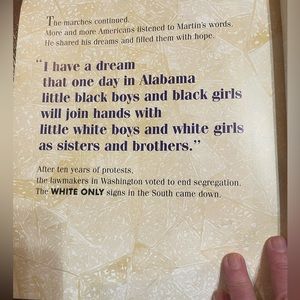 The marches continued.
More and more Americans listened to Martin's words.
He shared his dreams and filled them with hope.
"I have a dream
that one day in Alabama
little black boys and black girls
will join hands with
little white boys and white girls
as sisters and brothers."
After ten years of protests,
the lawmakers in Washington voted to end segregation.
The WHITE ONLY signs in the South came down.